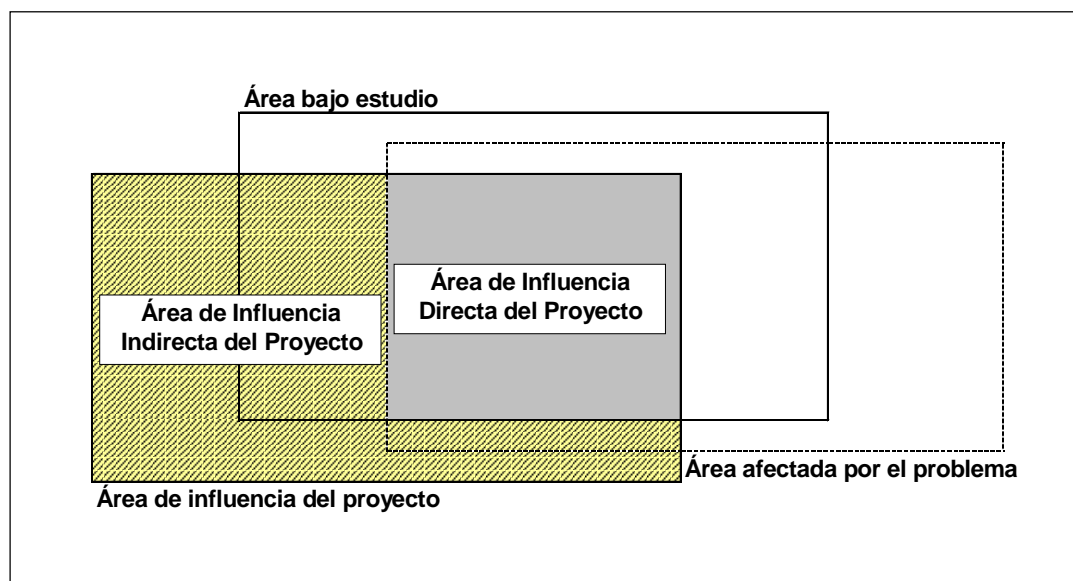 Área bajo estudio
Área de Influencia
Directa del Proyecto
Área de Influencia
Indirecta del Proyecto
Área afectada por el problema
Área de influencia del proyecto